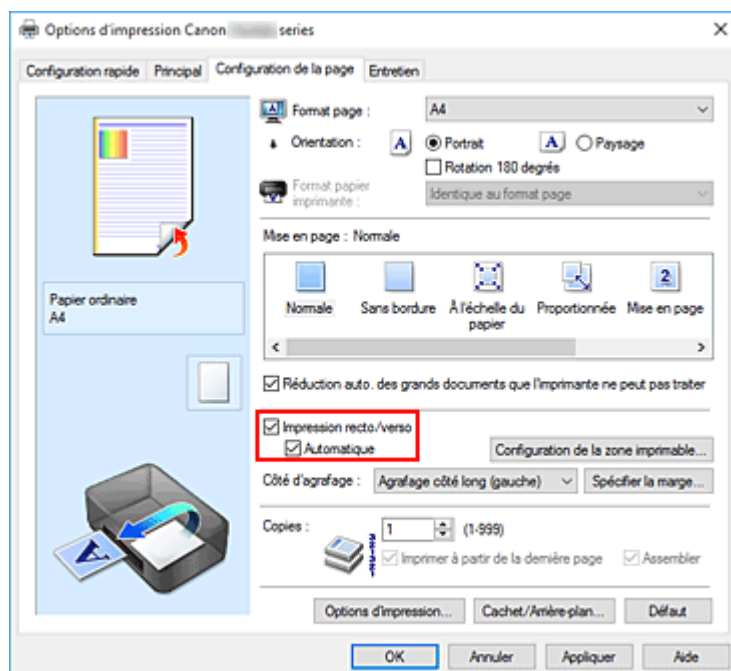 Options d'impression Canon series
Configuration rapide Principal Configuration de la page Entretien
Format page : A4
Orientation : A Portrait A Paysage
Rotation 180 degrés
Format papier
imprimante : Identique au format page
Mise en page : Normale
Normale Sans bordure À l'échelle du papier Proportionnée Mise en page
Papier ordinaire
A4
Réduction auto. des grands documents que l'imprimante ne peut pas traiter
Impression recto/verso
Automatique Configuration de la zone imprimable...
Côté d'agrafage : Agrafage côté long (gauche) Spécifier la marge...
Copies : 1 (1-999)
Imprimer à partir de la dernière page Assembler
Options d'impression... Cachet/Arrière-plan... Défaut
OK Annuler Appliquer Aide